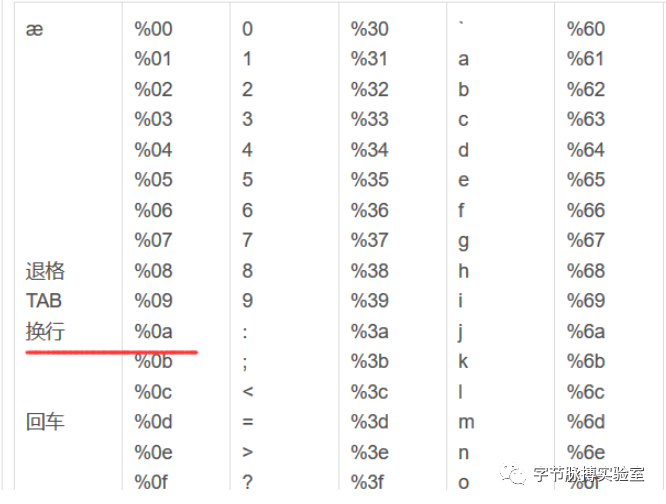 æ %00 0 %30 ` %60
%01 1 %31 a %61
%02 2 %32 b %62
%03 3 %33 c %63
%04 4 %34 d %64
%05 5 %35 e %65
%06 6 %36 f %66
%07 7 %37 g %67
退格 %08 8 %38 h %68
TAB %09 9 %39 i %69
换行 %0a : %3a j %6a
%0b ; %3b k %6b
%0c < %3c l %6c
回车 %0d = %3d m %6d
%0e > %3e n %6e
%0f ? %3f o
字节脉搏实验室